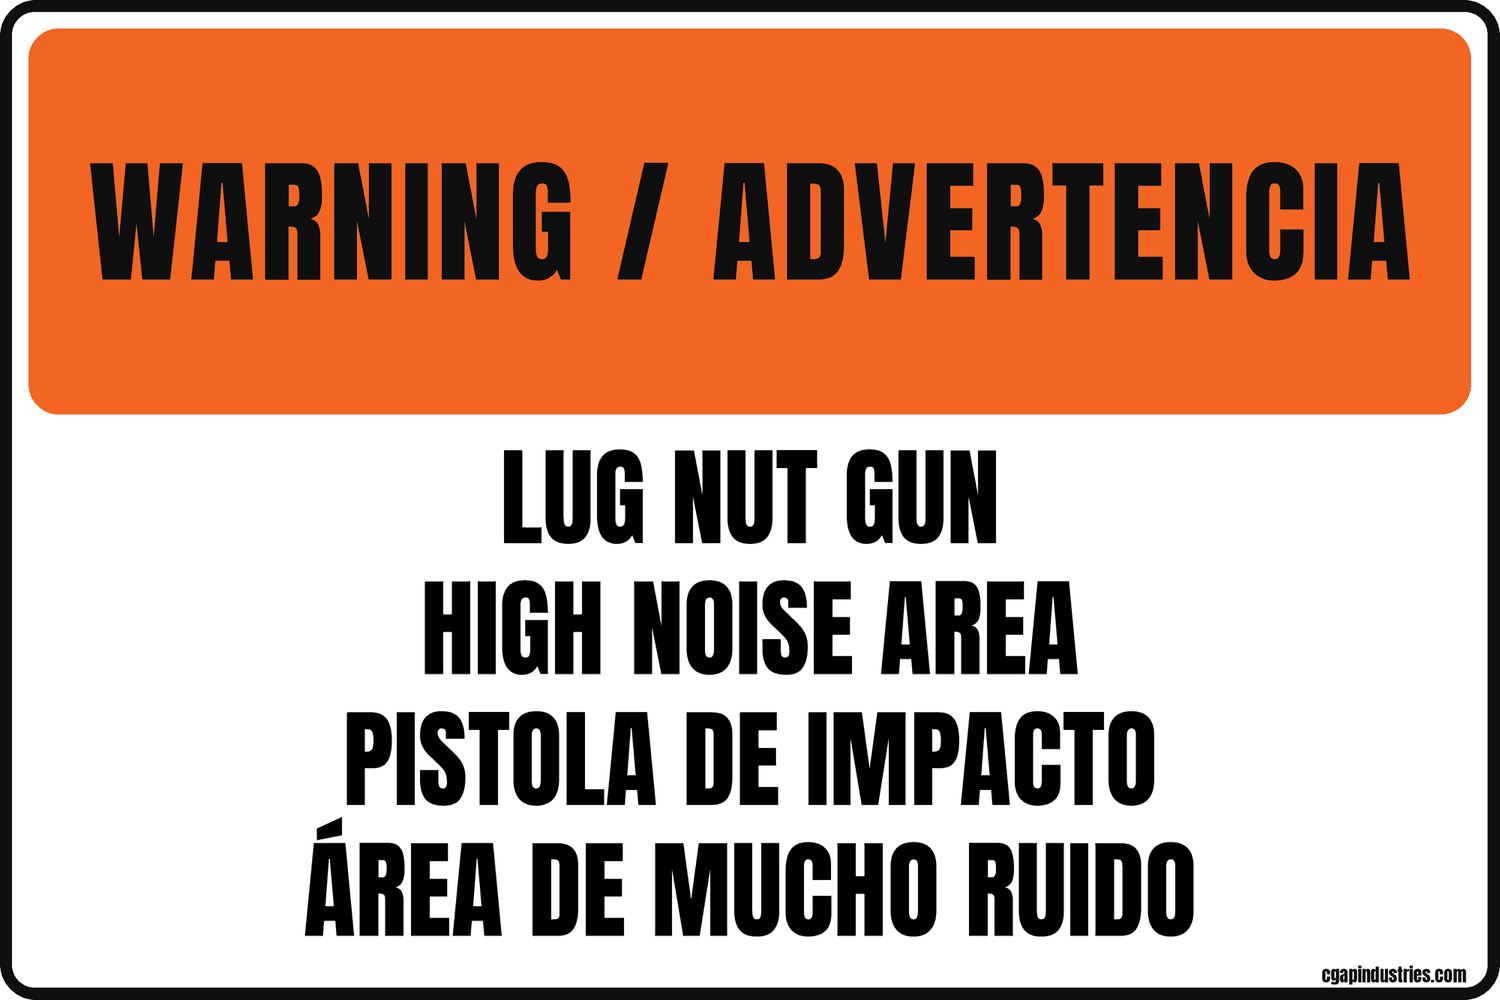 WARNING / ADVERTENCIA
LUG NUT GUN
HIGH NOISE AREA
PISTOLA DE IMPACTO
ÁREA DE MUCHO RUIDO
cgapindustries.com